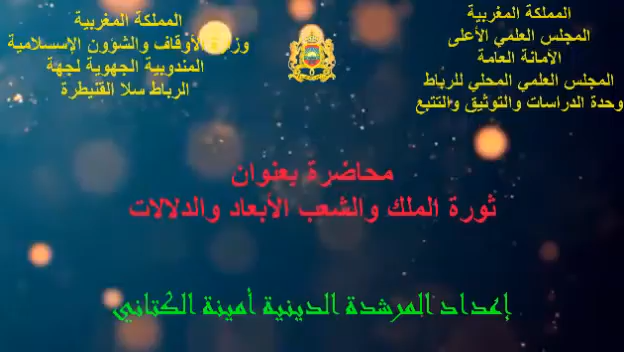 المملكة المغربية
المجلس العلمي الأعلى
الأمانة العامة
المجلس العلمي المحلي للرباط
وحدة الدراسات والتوثيق والتتبع
المملكة المغربية
وزارة الأوقاف والشؤون الإسسلامية
المندوبية الجهوية لجهة
الرباط سلا القنيطرة
محاضرة بعنوان
ثورة الملك والشعب الأبعاد والدلالات
إعداد المرشدة الدينية أمينة الكتاني